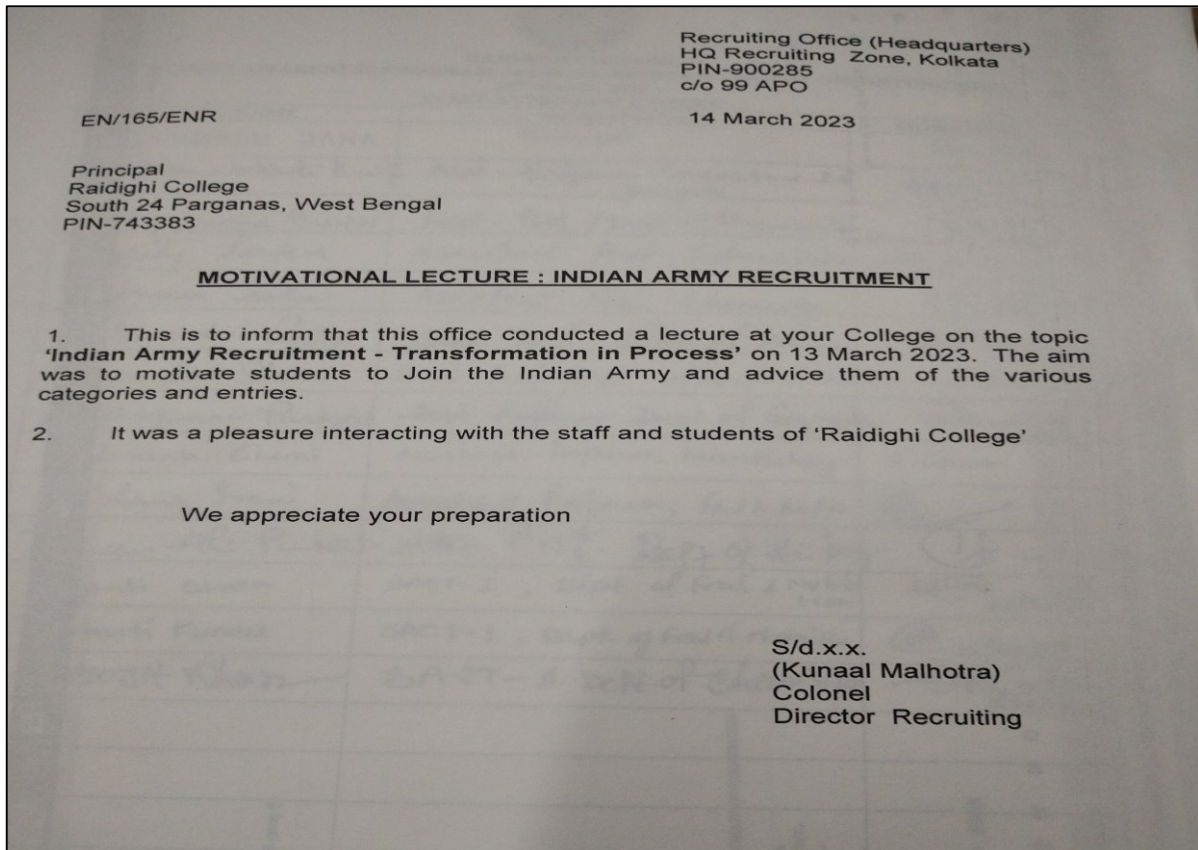 Recruiting Office (Headquarters)
HQ Recruiting Zone, Kolkata
PIN-900285
c/o 99 APO
EN/165/ENR
14 March 2023
Principal
Raidighi College
South 24 Parganas, West Bengal
PIN-743383
MOTIVATIONAL LECTURE : INDIAN ARMY RECRUITMENT
1. This is to inform that this office conducted a lecture at your College on the topic
‘Indian Army Recruitment - Transformation in Process’ on 13 March 2023. The aim
was to motivate students to Join the Indian Army and advice them of the various
categories and entries.
2. It was a pleasure interacting with the staff and students of ‘Raidighi College’
We appreciate your preparation
S/d.x.x.
(Kunaal Malhotra)
Colonel
Director Recruiting